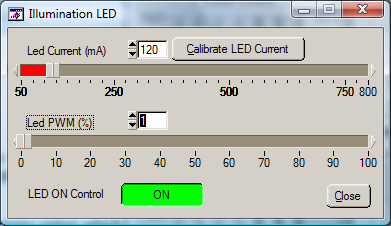 Illumination LED
Led Current (mA) 120 Calibrate LED Current
50 250 500 750 800
Led PWM (%) 1
0 10 20 30 40 50 60 70 80 90 100
LED ON Control ON Close